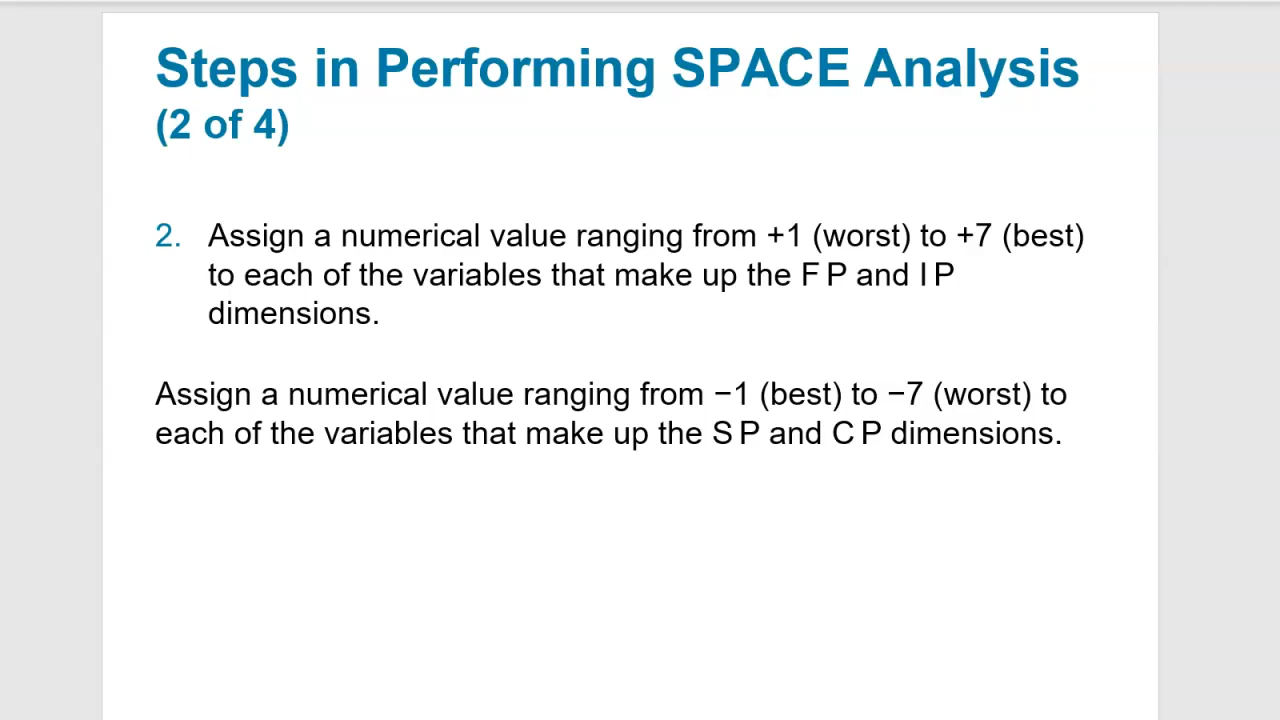 Steps in Performing SPACE Analysis
(2 of 4)
2. Assign a numerical value ranging from +1 (worst) to +7 (best)
to each of the variables that make up the F P and I P
dimensions.
Assign a numerical value ranging from −1 (best) to −7 (worst) to
each of the variables that make up the S P and C P dimensions.